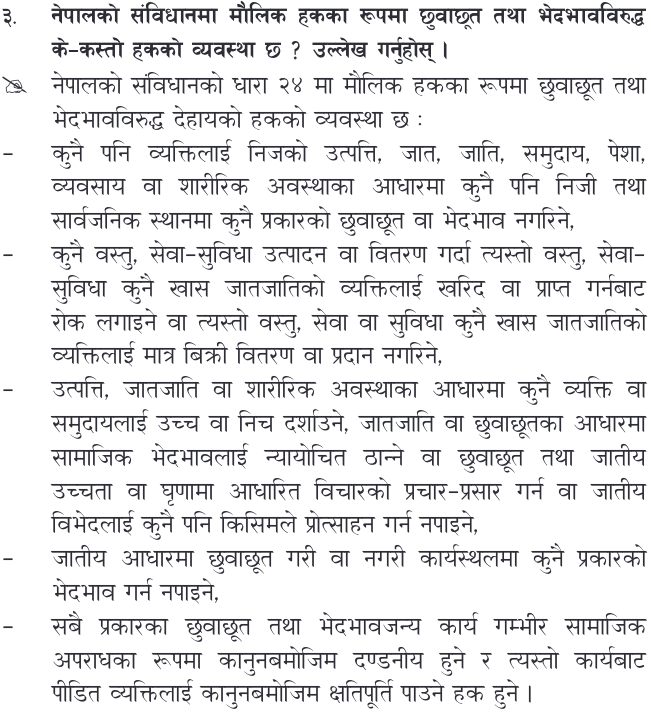 ३. नेपालको संविधानमा मौलिक हकका रूपमा छुवाछूत तथा भेदभावविरुद्ध
के-कस्तो हकको व्यवस्था छ ? उल्लेख गर्नुहोस् ।
✍ नेपालको संविधानको धारा २४ मा मौलिक हकका रूपमा छुवाछूत तथा
भेदभावविरुद्ध देहायको हकको व्यवस्था छ :
- कुनै पनि व्यक्तिलाई निजको उत्पत्ति, जात, जाति, समुदाय, पेशा,
व्यवसाय वा शारीरिक अवस्थाका आधारमा कुनै पनि निजी तथा
सार्वजनिक स्थानमा कुनै प्रकारको छुवाछूत वा भेदभाव नगरिने,
- कुनै वस्तु, सेवा-सुविधा उत्पादन वा वितरण गर्दा त्यस्तो वस्तु, सेवा-
सुविधा कुनै खास जातजातिको व्यक्तिलाई खरिद वा प्राप्त गर्नबाट
रोक लगाइने वा त्यस्तो वस्तु, सेवा वा सुविधा कुनै खास जातजातिको
व्यक्तिलाई मात्र बिक्री वितरण वा प्रदान नगरिने,
- उत्पत्ति, जातजाति वा शारीरिक अवस्थाका आधारमा कुनै व्यक्ति वा
समुदायलाई उच्च वा निच दर्शाउने, जातजाति वा छुवाछूतका आधारमा
सामाजिक भेदभावलाई न्यायोचित ठान्ने वा छुवाछूत तथा जातीय
उच्चता वा घृणामा आधारित विचारको प्रचार-प्रसार गर्न वा जातीय
विभेदलाई कुनै पनि किसिमले प्रोत्साहन गर्न नपाइने,
- जातीय आधारमा छुवाछूत गरी वा नगरी कार्यस्थलमा कुनै प्रकारको
भेदभाव गर्न नपाइने,
- सबै प्रकारका छुवाछूत तथा भेदभावजन्य कार्य गम्भीर सामाजिक
अपराधका रूपमा कानुनबमोजिम दण्डनीय हुने र त्यस्तो कार्यबाट
पीडित व्यक्तिलाई कानुनबमोजिम क्षतिपूर्ति पाउने हक हुने ।